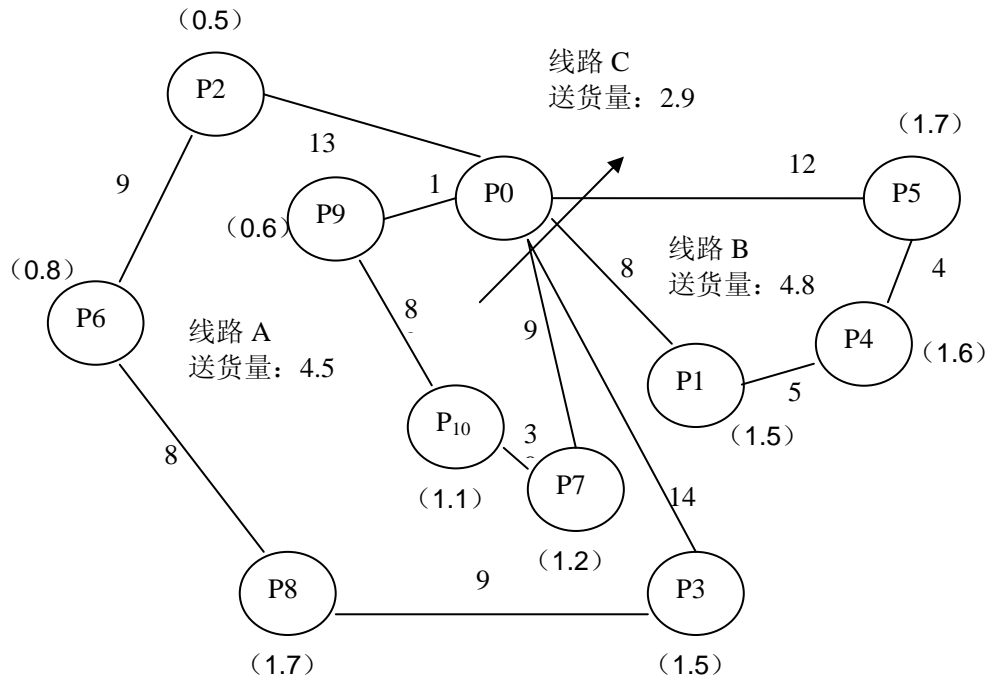 （0.5）
P2
线路 C
送货量：2.9
（1.7）
13
12
9
1
P0
P5
P9
（0.6）
线路 B
送货量：4.8
8
4
（0.8）
P6
线路 A
送货量：4.5
8
9
P4
（1.6）
P1
5
P10
3
（1.5）
8
P7
（1.1）
14
（1.2）
9
P8
P3
（1.7）
（1.5）